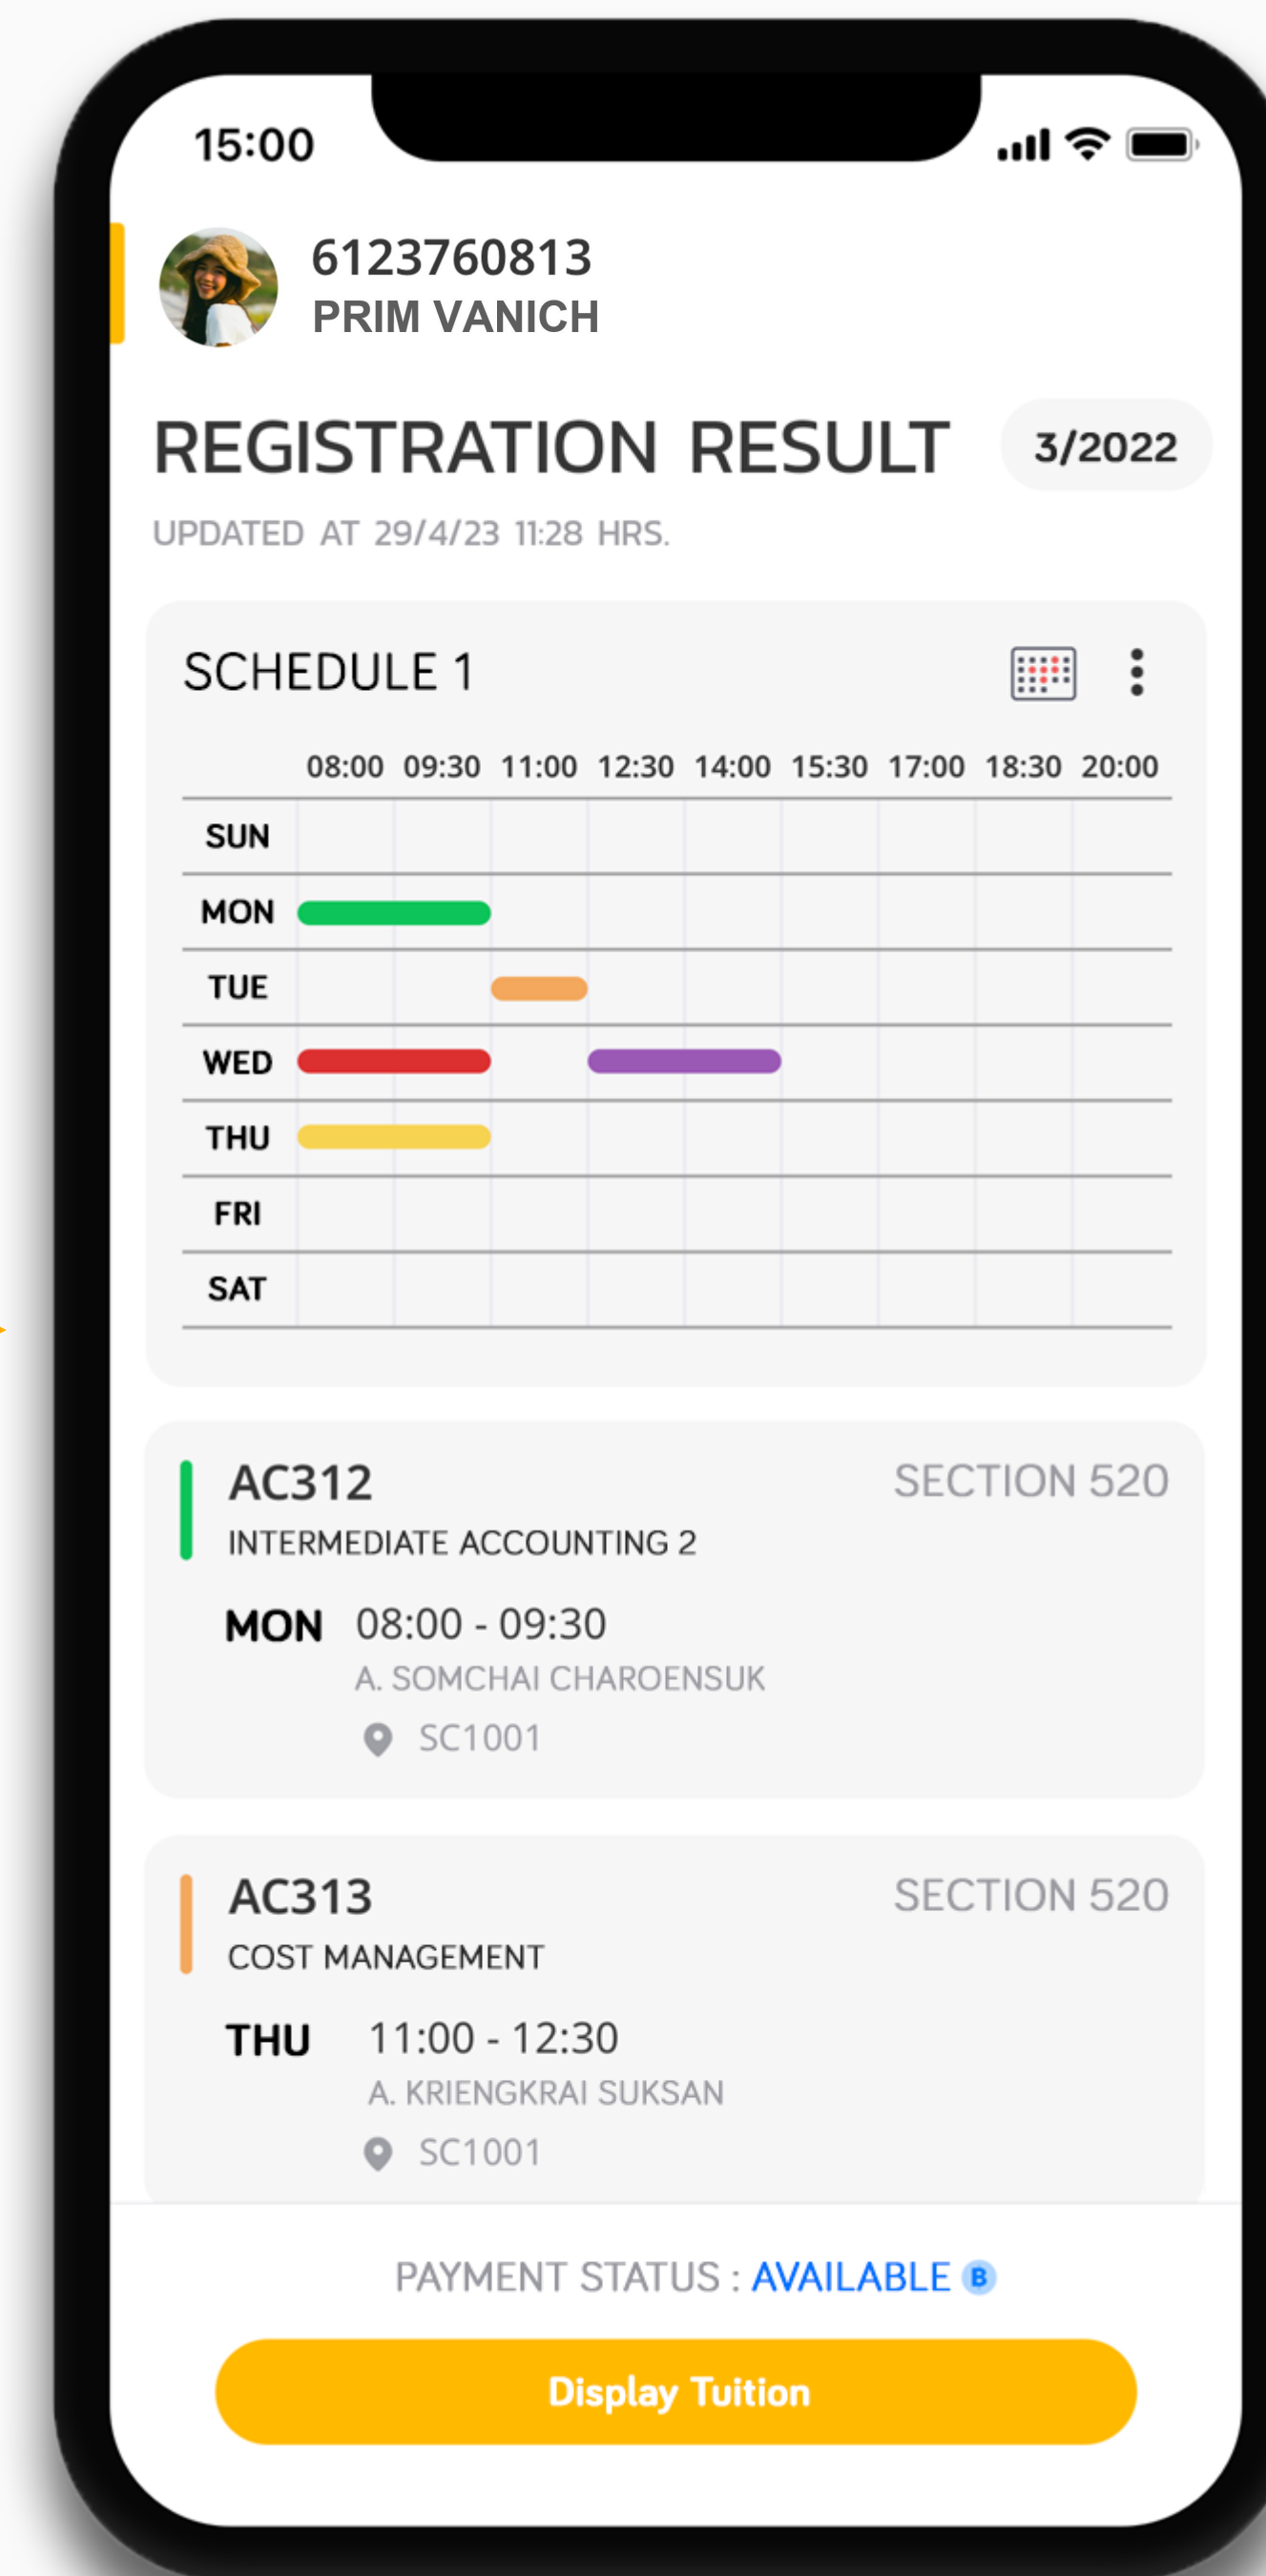 15:00
6123760813
PRIM VANICH
REGISTRATION RESULT 3/2022
UPDATED AT 29/4/23 11:28 HRS.
SCHEDULE 1
08:00 09:30 11:00 12:30 14:00 15:30 17:00 18:30 20:00
SUN
MON
TUE
WED
THU
FRI
SAT
AC312 SECTION 520
INTERMEDIATE ACCOUNTING 2
MON 08:00 - 09:30
A. SOMCHAI CHAROENSUK
SC1001
AC313 SECTION 520
COST MANAGEMENT
THU 11:00 - 12:30
A. KRIENGKRAI SUKSAN
SC1001
PAYMENT STATUS : AVAILABLE B
Display Tuition